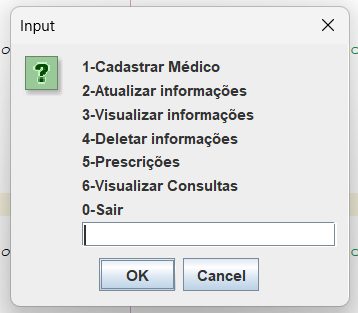 Input
1-Cadastrar Médico
2-Atualizar informações
3-Visualizar informações
4-Deletar informações
5-Prescrições
6-Visualizar Consultas
0-Sair
OK
Cancel